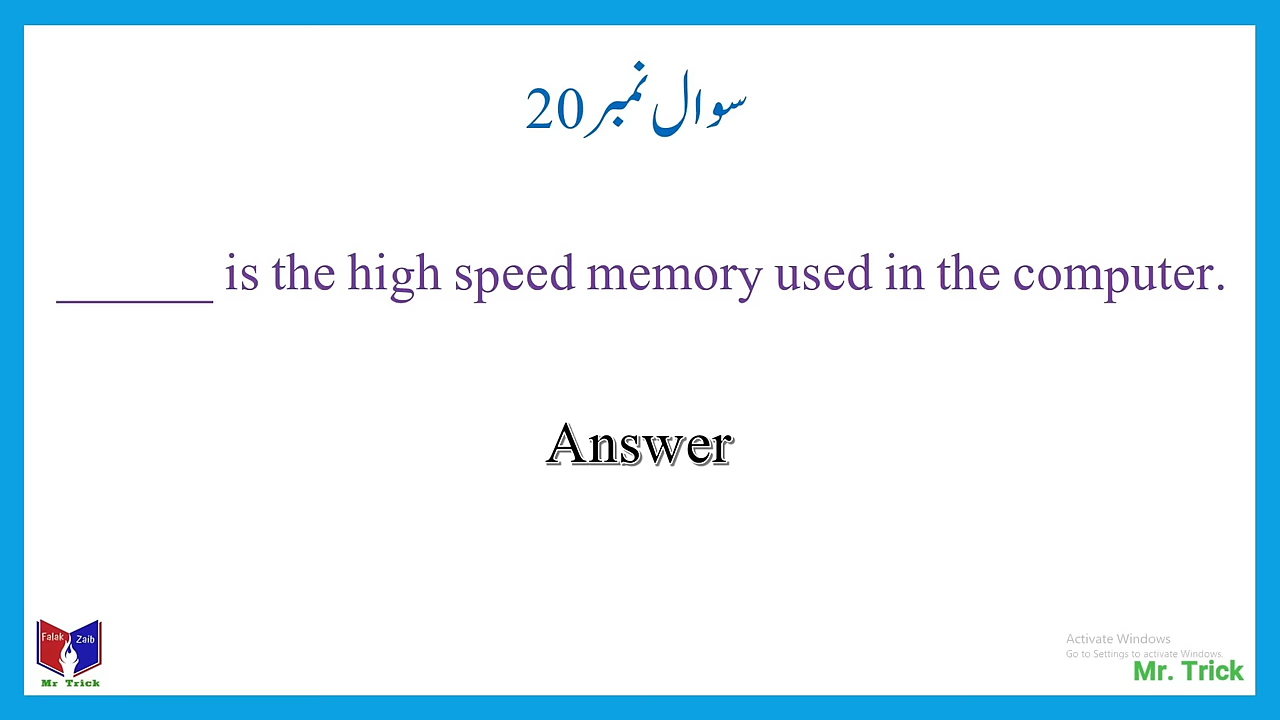 سوال نمبر 20
______ is the high speed memory used in the computer.
Answer
Falak Zaib
Mr Trick
Activate Windows
Go to Settings to activate Windows.
Mr. Trick